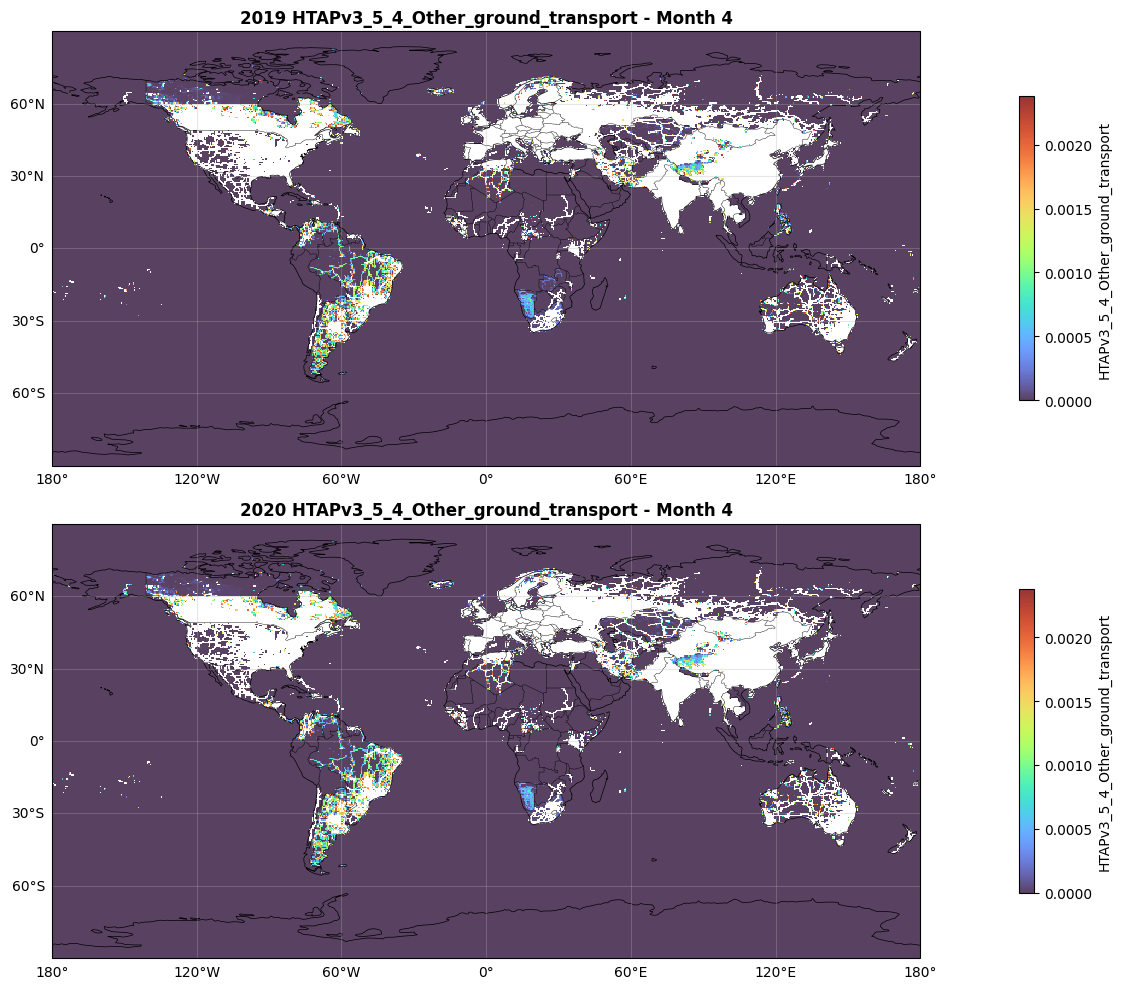 2019 HTAPv3_5_4_Other_ground_transport - Month 4
60°N
30°N
0°
30°S
60°S
180°
120°W
60°W
0°
60°E
120°E
180°
0.0020
0.0015
0.0010
0.0005
0.0000
HTAPv3_5_4_Other_ground_transport
2020 HTAPv3_5_4_Other_ground_transport - Month 4
60°N
30°N
0°
30°S
60°S
180°
120°W
60°W
0°
60°E
120°E
180°
0.0020
0.0015
0.0010
0.0005
0.0000
HTAPv3_5_4_Other_ground_transport